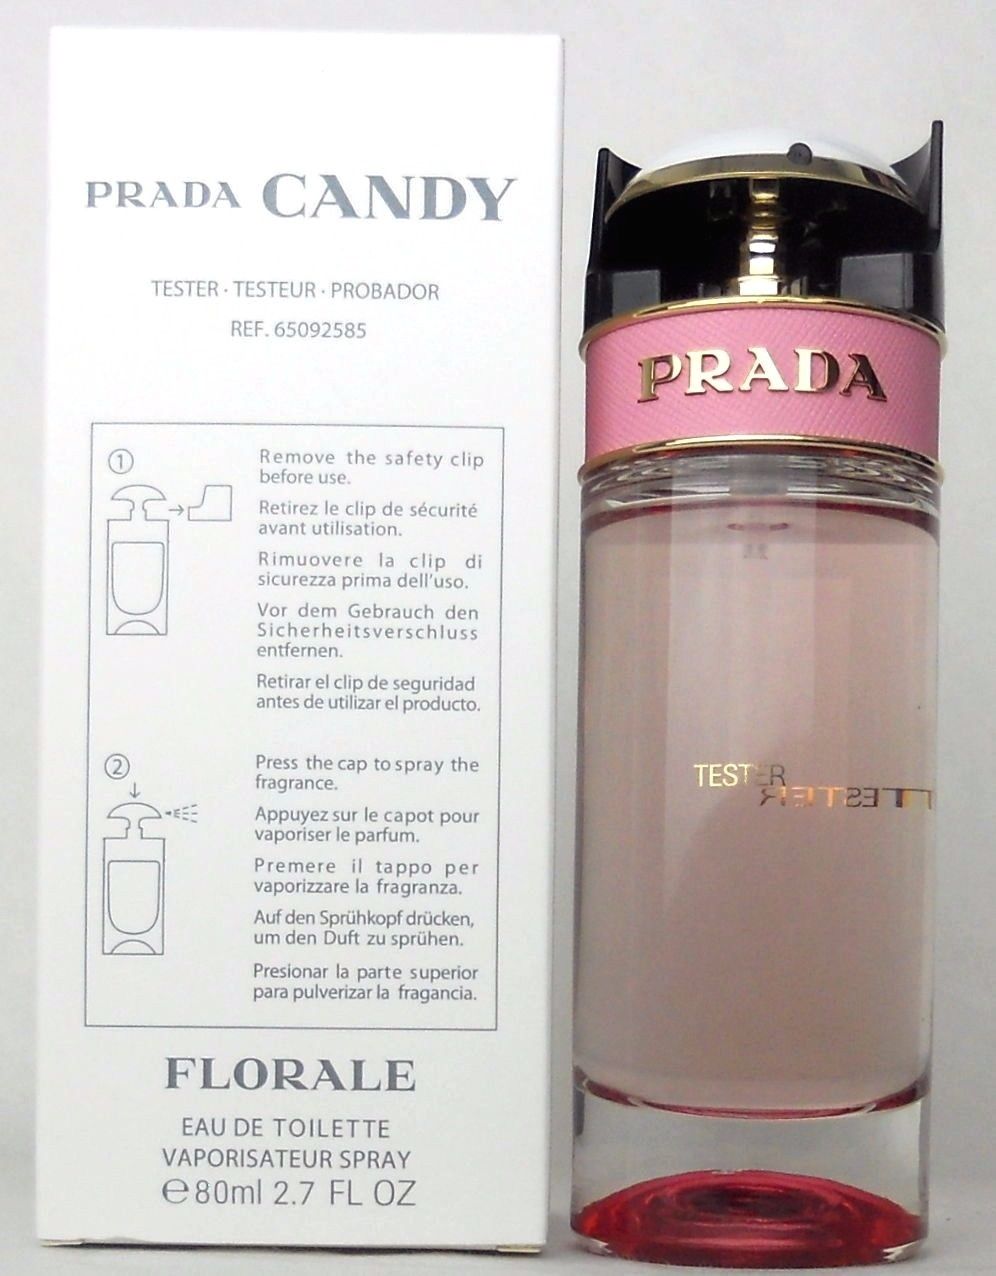 PRADA CANDY
TESTER · TESTEUR · PROBADOR
REF. 65092585
1
Remove the safety clip
before use.
Retirez le clip de sécurité
avant utilisation.
Rimuovere la clip di
sicurezza prima dell'uso.
Vor dem Gebrauch den
Sicherheitsverschluss
entfernen.
Retirar el clip de seguridad
antes de utilizar el producto.
2
Press the cap to spray the
fragrance.
Appuyez sur le capot pour
vaporiser le parfum.
Premere il tappo per
vaporizzare la fragranza.
Auf den Sprühkopf drücken,
um den Duft zu sprühen.
Presionar la parte superior
para pulverizar la fragancia.
FLORALE
EAU DE TOILETTE
VAPORISATEUR SPRAY
℮80ml 2.7 FL OZ
PRADA
TESTER
TESTER